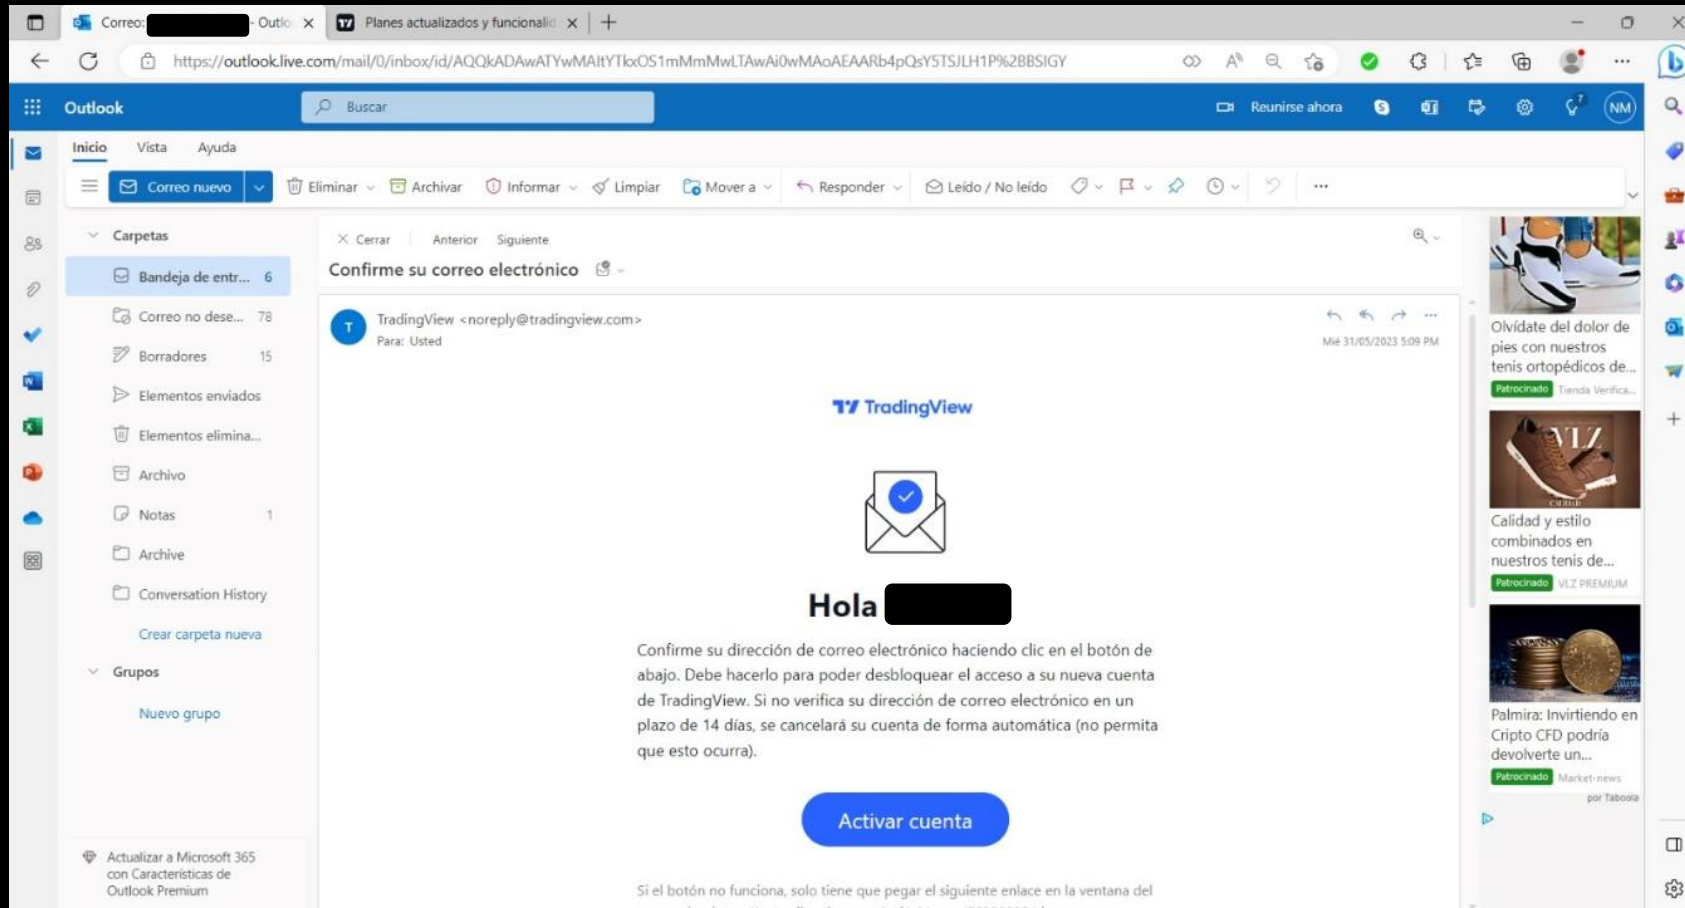 Correo: - Outlo
Planes actualizados y funcionalid
https://outlook.live.com/mail/0/inbox/id/AQQkADAwATYwMAItYTkxOS1mMmMwLTAwAi0wMAoAEAARb4pQsY5TSJLH1P%2BBSIGY
Outlook
Buscar
Reunirse ahora
7
NM
Inicio Vista Ayuda
Correo nuevo Eliminar Archivar Informar Limpiar Mover a Responder Leído / No leído
Carpetas
Bandeja de entr... 6
Correo no dese... 78
Borradores 15
Elementos enviados
Elementos elimina...
Archivo
Notas 1
Archive
Conversation History
Crear carpeta nueva
Grupos
Nuevo grupo
Actualizar a Microsoft 365
con Características de
Outlook Premium
Cerrar Anterior Siguiente
Confirme su correo electrónico
T
TradingView <noreply@tradingview.com>
Para: Usted
Mié 31/05/2023 5:09 PM
TradingView
Hola
Confirme su dirección de correo electrónico haciendo clic en el botón de
abajo. Debe hacerlo para poder desbloquear el acceso a su nueva cuenta
de TradingView. Si no verifica su dirección de correo electrónico en un
plazo de 14 días, se cancelará su cuenta de forma automática (no permita
que esto ocurra).
Activar cuenta
Si el botón no funciona, solo tiene que pegar el siguiente enlace en la ventana del
Olvídate del dolor de
pies con nuestros
tenis ortopédicos de...
Patrocinado Tienda Verifica...
VLZ
CALIDAD
Calidad y estilo
combinados en
nuestros tenis de...
Patrocinado VLZ PREMIUM
Palmira: Invirtiendo en
Cripto CFD podría
devolverte un...
Patrocinado Market-news
por Taboola